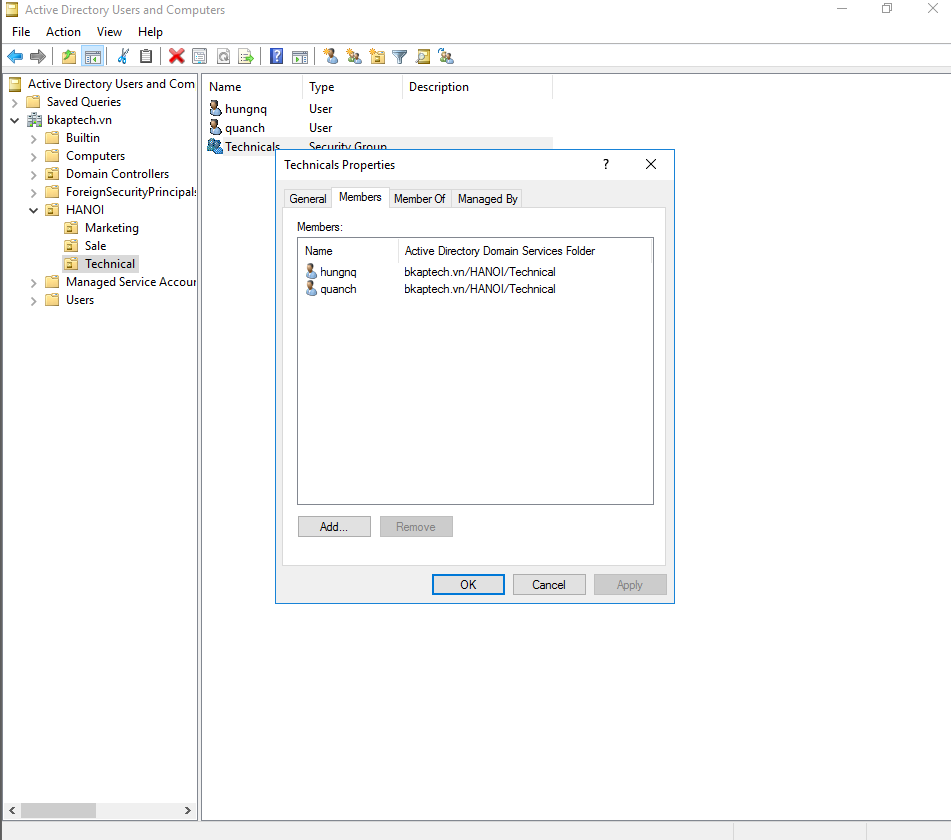 Active Directory Users and Computers
File Action View Help
Active Directory Users and Com
Saved Queries
bkaptech.vn
Builtin
Computers
Domain Controllers
ForeignSecurityPrincipals
HANOI
Marketing
Sale
Technical
Managed Service Accour
Users
Name Type Description
hungnq User
quanch User
Technicals Security Group
Technicals Properties ?
General Members Member Of Managed By
Members:
Name Active Directory Domain Services Folder
hungnq bkaptech.vn/HANOI/Technical
quanch bkaptech.vn/HANOI/Technical
Add... Remove
OK Cancel Apply